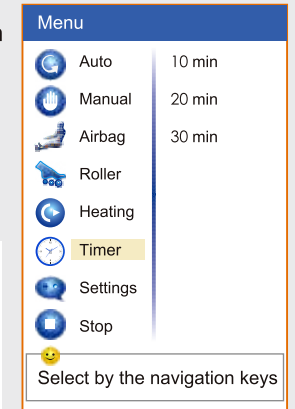 Menu
Auto 10 min
Manual 20 min
Airbag 30 min
Roller
Heating
Timer
Settings
Stop
Select by the navigation keys